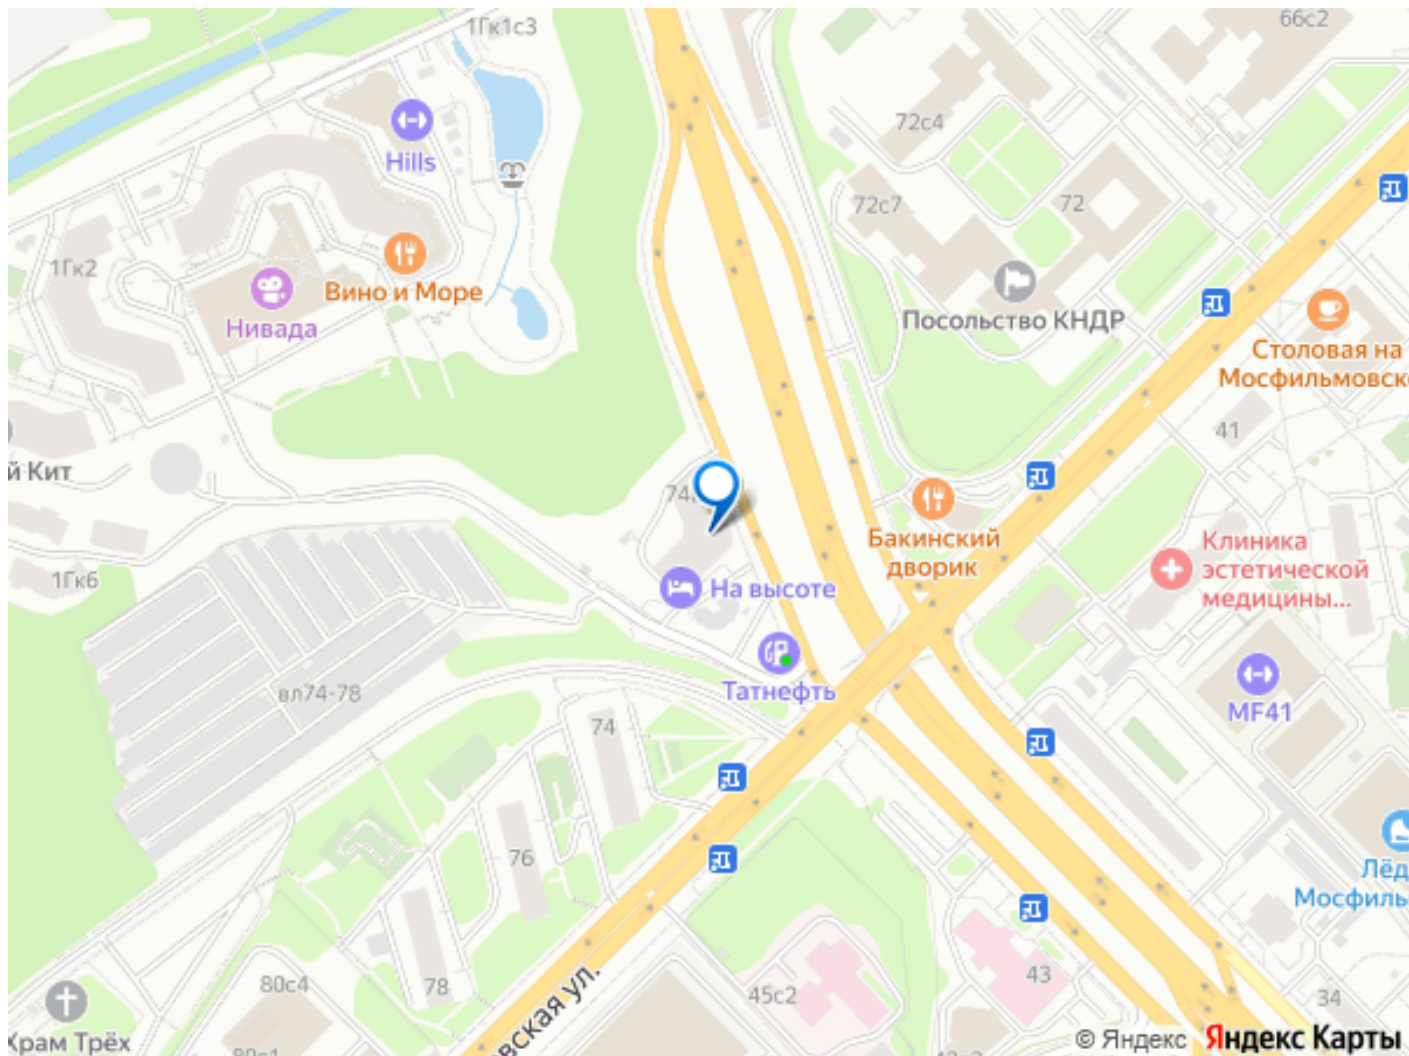 1Гк1с3
66с2
Hills
72с4
72с7
72
1Гк2
Вино и Море
Нивада
Посольство КНДР
Столовая на
Мосфильмовск
41
й Кит
Бакинский
дворик
Клиника
эстетической
медицины...
1Гк6
На высоте
вл74-78
Татнефть
MF41
74
76
Лёд
Мосфиль
78
80с4
45с2
43
34
вская ул.
Храм Трёх
80с1
© Яндекс
Яндекс Карты